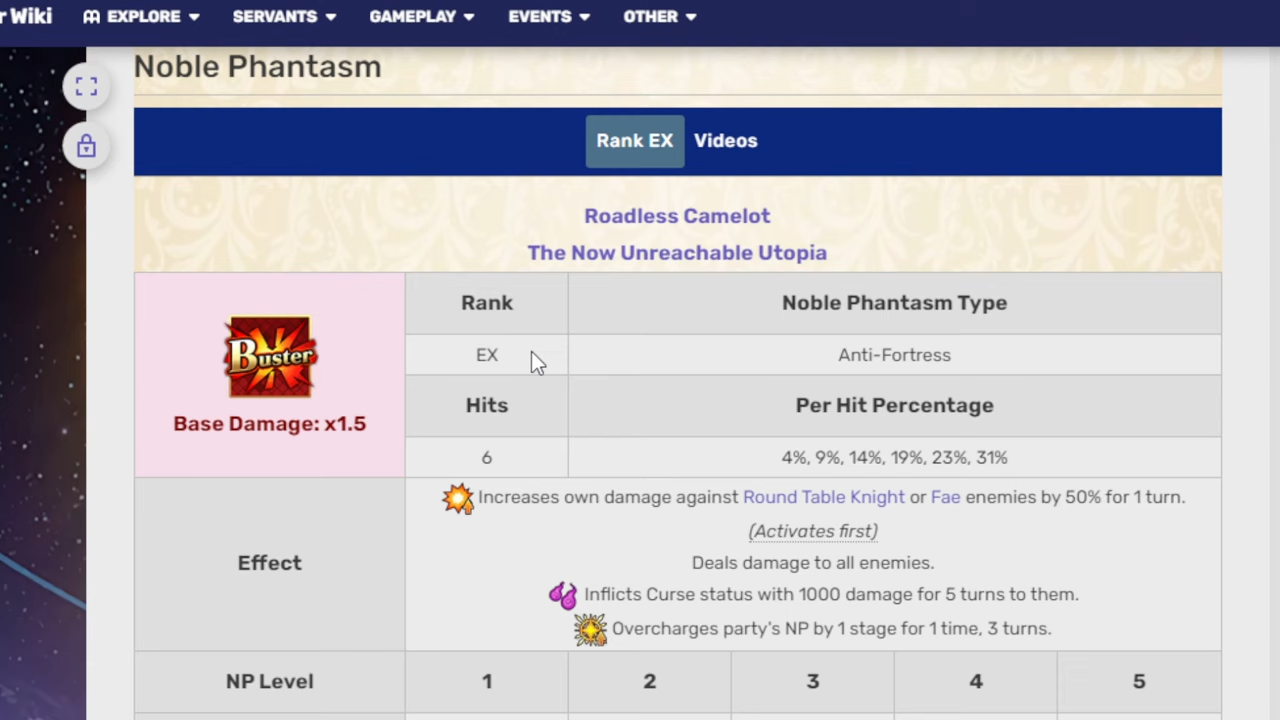 r Wiki
EXPLORE
SERVANTS
GAMEPLAY
EVENTS
OTHER
Noble Phantasm
Rank EX
Videos
Roadless Camelot
The Now Unreachable Utopia
Buster
Base Damage: x1.5
Rank
Noble Phantasm Type
EX
Anti-Fortress
Hits
Per Hit Percentage
6
4%, 9%, 14%, 19%, 23%, 31%
Effect
Increases own damage against Round Table Knight or Fae enemies by 50% for 1 turn.
(Activates first)
Deals damage to all enemies.
Inflicts Curse status with 1000 damage for 5 turns to them.
Overcharges party's NP by 1 stage for 1 time, 3 turns.
NP Level
1
2
3
4
5